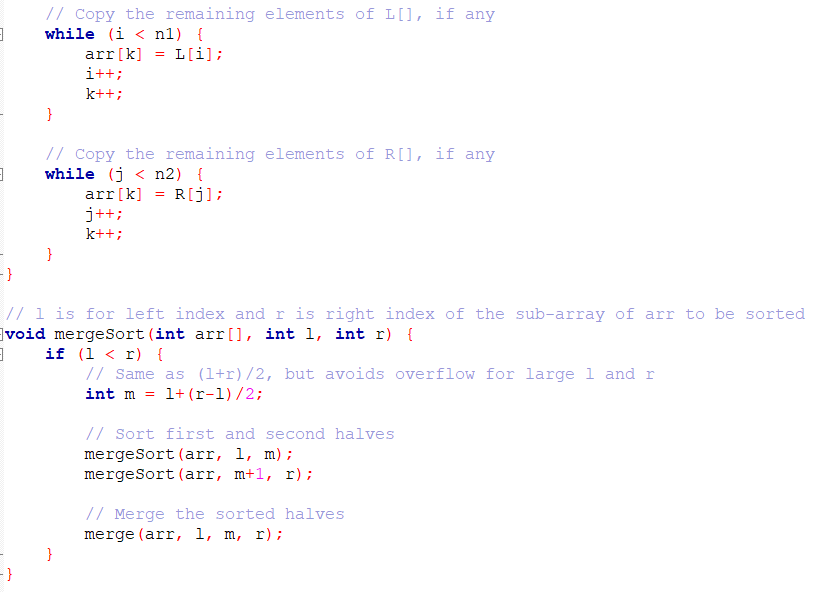 // Copy the remaining elements of L[], if any
while (i < n1) {
arr[k] = L[i];
i++;
k++;
}
// Copy the remaining elements of R[], if any
while (j < n2) {
arr[k] = R[j];
j++;
k++;
}
}
// l is for left index and r is right index of the sub-array of arr to be sorted
void mergeSort(int arr[], int l, int r) {
if (l < r) {
// Same as (l+r)/2, but avoids overflow for large l and r
int m = l+(r-l)/2;
// Sort first and second halves
mergeSort(arr, l, m);
mergeSort(arr, m+1, r);
// Merge the sorted halves
merge(arr, l, m, r);
}
}